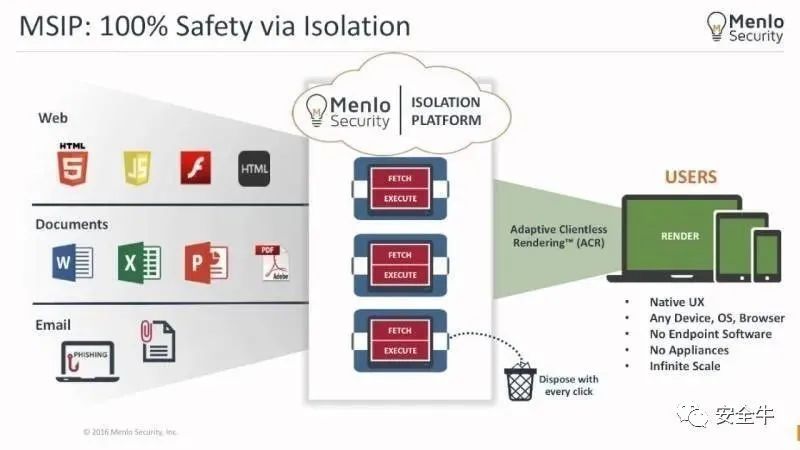 MSIP: 100% Safety via Isolation
Menlo
Security
Menlo
Security
ISOLATION
PLATFORM
Web
HTML
5
JS
HTML
FETCH
EXECUTE
Documents
W
X
P
PDF
Adobe
FETCH
EXECUTE
Email
PHISHING
FETCH
EXECUTE
Dispose with
every click
Adaptive Clientless
Rendering™ (ACR)
USERS
RENDER
• Native UX
• Any Device, OS, Browser
• No Endpoint Software
• No Appliances
• Infinite Scale
© 2016 Menlo Security, Inc.
安全牛